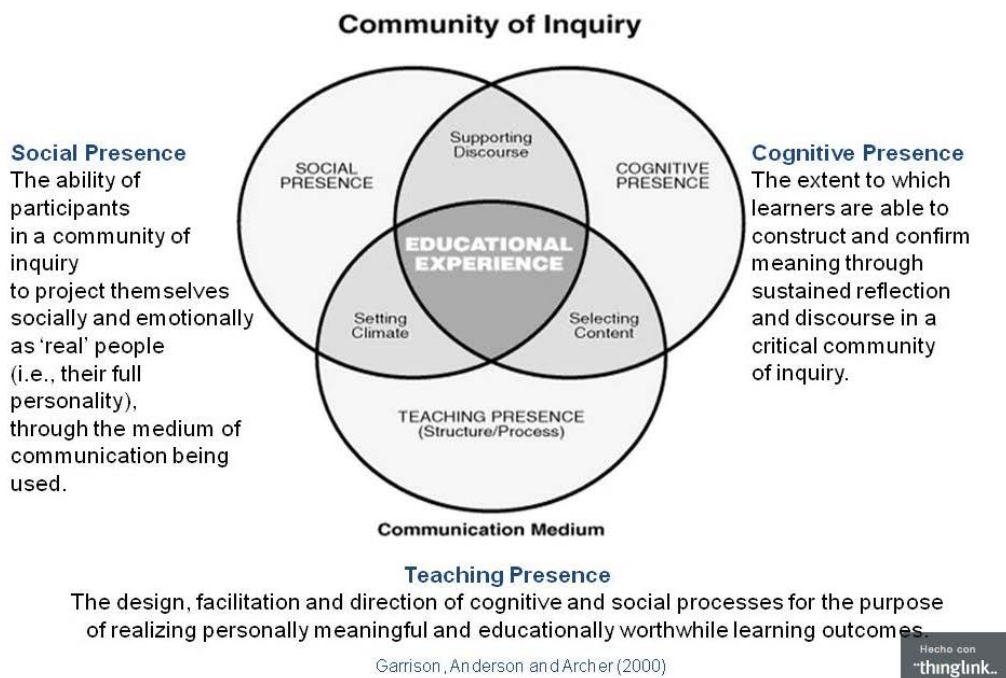 Community of Inquiry
Social Presence
The ability of
participants
in a community of
inquiry
to project themselves
socially and emotionally
as ‘real’ people
(i.e., their full
personality),
through the medium of
communication being
used.
Supporting
Discourse
SOCIAL
PRESENCE
COGNITIVE
PRESENCE
EDUCATIONAL
EXPERIENCE
Setting
Climate
Selecting
Content
TEACHING PRESENCE
(Structure/Process)
Communication Medium
Cognitive Presence
The extent to which
learners are able to
construct and confirm
meaning through
sustained reflection
and discourse in a
critical community
of inquiry.
Teaching Presence
The design, facilitation and direction of cognitive and social processes for the purpose
of realizing personally meaningful and educationally worthwhile learning outcomes.
Garrison, Anderson and Archer (2000)
Hecho con
"thinglink..